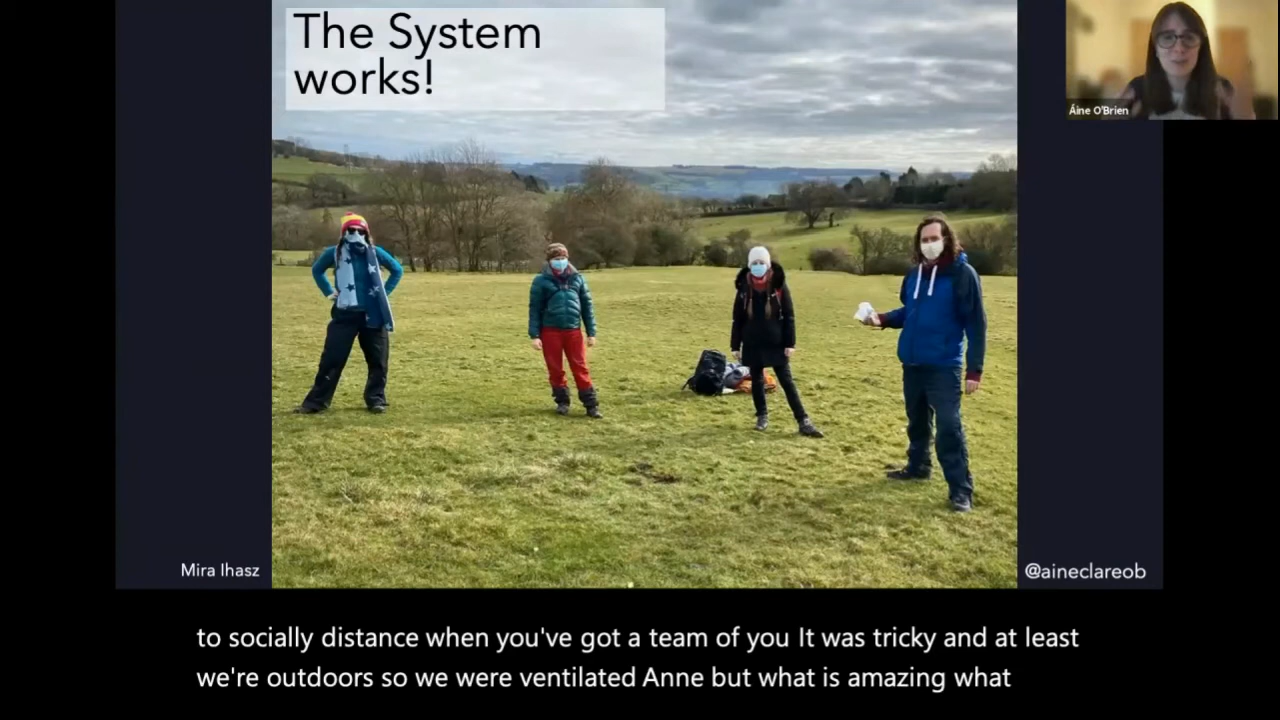 The System
works!
Áine O'Brien
Mira Ihasz
@aineclareob
to socially distance when you've got a team of you It was tricky and at least
we're outdoors so we were ventilated Anne but what is amazing what